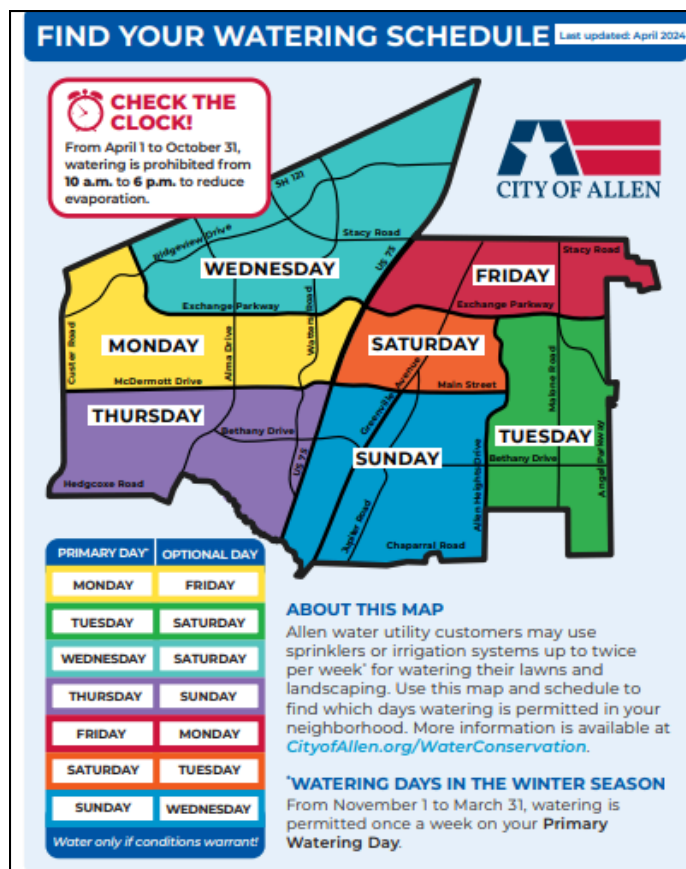 FIND YOUR WATERING SCHEDULE
Last updated: April 2024
CHECK THE
CLOCK!
From April 1 to October 31,
watering is prohibited from
10 a.m. to 6 p.m. to reduce
evaporation.
CITY OF ALLEN
SH 121
Stacy Road
US 75
Ridgeview Drive
WEDNESDAY
Stacy Road
FRIDAY
Exchange Parkway
Exchange Parkway
Custer Road
MONDAY
Alma Drive
Watters Road
SATURDAY
Greenville Avenue
Malone Road
McDermott Drive
Main Street
THURSDAY
Bethany Drive
US 75
SUNDAY
TUESDAY
Bethany Drive
Allen Heights Drive
Angel Parkway
Hedgcoxe Road
Jupiter Road
Chaparral Road
PRIMARY DAY* OPTIONAL DAY
MONDAY FRIDAY
TUESDAY SATURDAY
WEDNESDAY SATURDAY
THURSDAY SUNDAY
FRIDAY MONDAY
SATURDAY TUESDAY
SUNDAY WEDNESDAY
Water only if conditions warrant!
ABOUT THIS MAP
Allen water utility customers may use
sprinklers or irrigation systems up to twice
per week* for watering their lawns and
landscaping. Use this map and schedule to
find which days watering is permitted in your
neighborhood. More information is available at
CityofAllen.org/WaterConservation.
*WATERING DAYS IN THE WINTER SEASON
From November 1 to March 31, watering is
permitted once a week on your Primary
Watering Day.